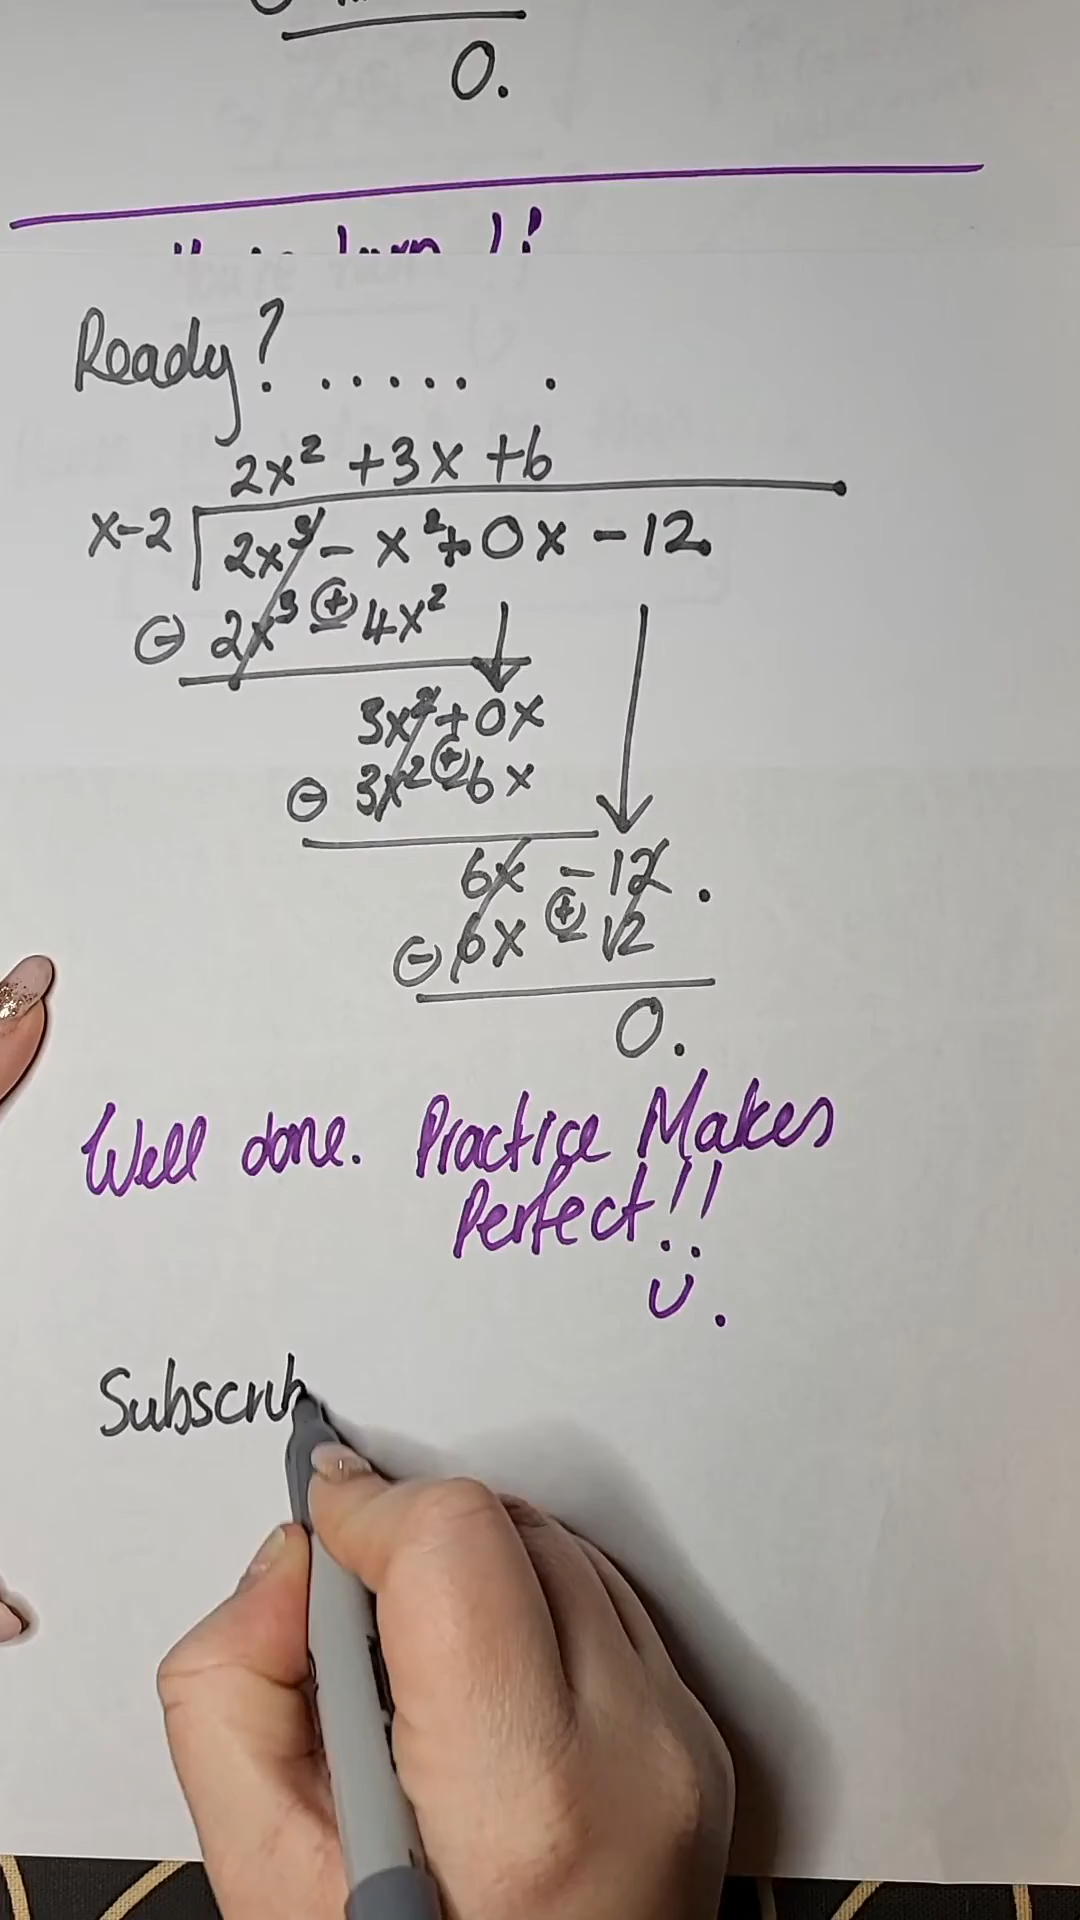 0.
Ready? ...... .
2x² +3x +6
x-2 2x³ - x² + 0x - 12.
⊖ 2x³ ⊕ 4x²
3x² + 0x
⊖ 3x² ⊕ 6x
6x - 12 .
⊖ 6x ⊕ 12
0.
Well done. Practice Makes
Perfect!!
Subscrib